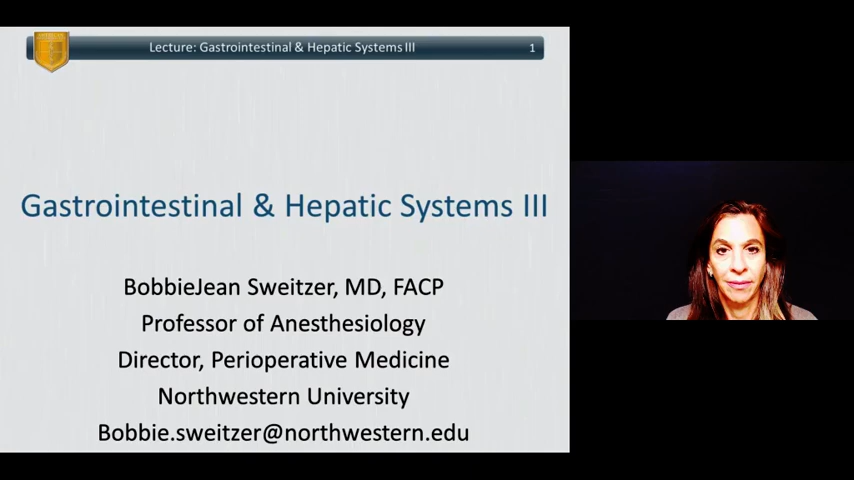 Lecture: Gastrointestinal & Hepatic Systems III
1
Gastrointestinal & Hepatic Systems III
BobbieJean Sweitzer, MD, FACP
Professor of Anesthesiology
Director, Perioperative Medicine
Northwestern University
Bobbie.sweitzer@northwestern.edu